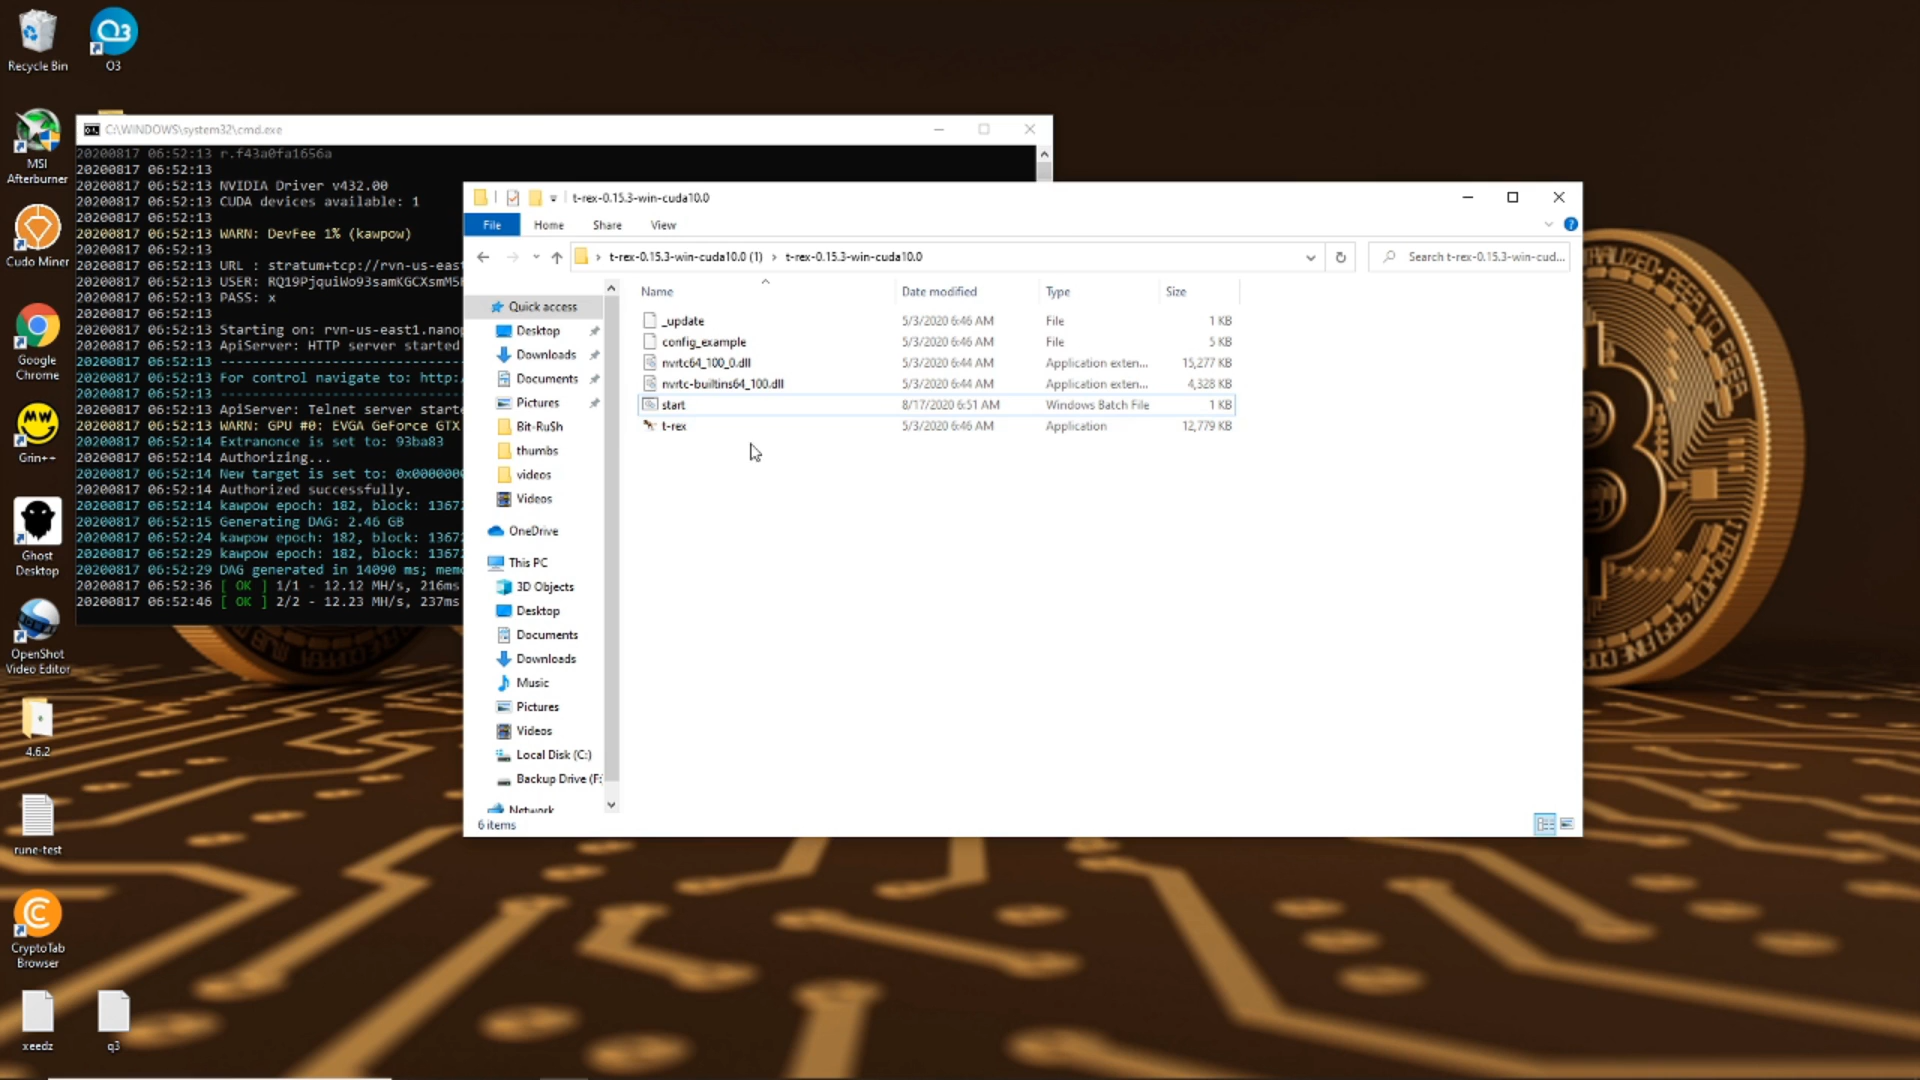 Recycle Bin
O3
MSI
Afterburner
Cudo Miner
Google
Chrome
Grin++
Ghost
Desktop
OpenShot
Video Editor
4.6.2
rune-test
CryptoTab
Browser
xeedz
q3
C:\WINDOWS\system32\cmd.exe
20200817 06:52:13 r.f43a0fa1656a
20200817 06:52:13
20200817 06:52:13 NVIDIA Driver v432.00
20200817 06:52:13 CUDA devices available: 1
20200817 06:52:13
20200817 06:52:13 WARN: DevFee 1% (kawpow)
20200817 06:52:13
20200817 06:52:13 URL : stratum+tcp://rvn-us-east
20200817 06:52:13 USER: RQ19PjquiWo93samKGCXsmM5
20200817 06:52:13 PASS: x
20200817 06:52:13
20200817 06:52:13 Starting on: rvn-us-east1.nanop
20200817 06:52:13 ApiServer: HTTP server started
20200817 06:52:13 -----------------------------------
20200817 06:52:13 For control navigate to: http:/
20200817 06:52:13 -----------------------------------
20200817 06:52:13 ApiServer: Telnet server starte
20200817 06:52:13 WARN: GPU #0: EVGA GeForce GTX
20200817 06:52:14 Extranonce is set to: 93ba83
20200817 06:52:14 Authorizing...
20200817 06:52:14 New target is set to: 0x0000000
20200817 06:52:14 Authorized successfully.
20200817 06:52:14 kawpow epoch: 182, block: 13672
20200817 06:52:15 Generating DAG: 2.46 GB
20200817 06:52:24 kawpow epoch: 182, block: 13672
20200817 06:52:29 kawpow epoch: 182, block: 13672
20200817 06:52:29 DAG generated in 14090 ms; mem
20200817 06:52:36 [ OK ] 1/1 - 12.12 MH/s, 216ms
20200817 06:52:46 [ OK ] 2/2 - 12.23 MH/s, 237ms
t-rex-0.15.3-win-cuda10.0
File Home Share View
t-rex-0.15.3-win-cuda10.0 (1) › t-rex-0.15.3-win-cuda10.0
Search t-rex-0.15.3-win-cud...
Quick access
Desktop
Downloads
Documents
Pictures
Bit-RuSh
thumbs
videos
Videos
OneDrive
This PC
3D Objects
Desktop
Documents
Downloads
Music
Pictures
Videos
Local Disk (C:)
Backup Drive (F:
Network
Name Date modified Type Size
_update 5/3/2020 6:46 AM File 1 KB
config_example 5/3/2020 6:46 AM File 5 KB
nvrtc64_100_0.dll 5/3/2020 6:44 AM Application exten... 15,277 KB
nvrtc-builtins64_100.dll 5/3/2020 6:44 AM Application exten... 4,328 KB
start 8/17/2020 6:51 AM Windows Batch File 1 KB
t-rex 5/3/2020 6:46 AM Application 12,779 KB
6 items